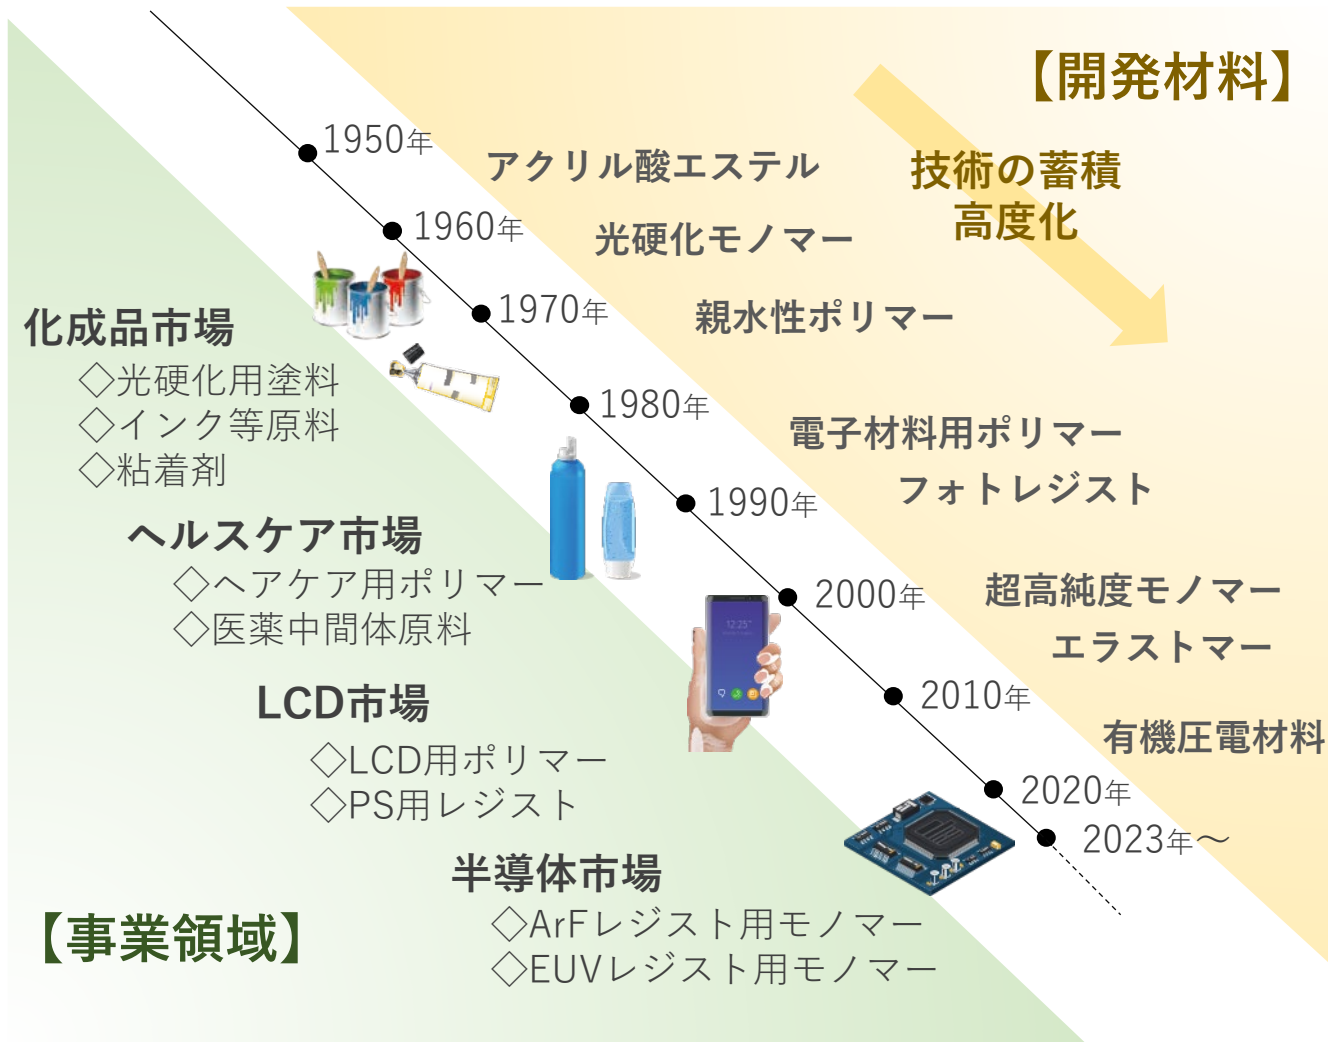 【開発材料】
技術の蓄積
高度化
1950年
アクリル酸エステル
1960年
光硬化モノマー
1970年
親水性ポリマー
1980年
電子材料用ポリマー
フォトレジスト
1990年
2000年
超高純度モノマー
エラストマー
2010年
有機圧電材料
2020年
2023年～
化成品市場
◇光硬化用塗料
◇インク等原料
◇粘着剤
ヘルスケア市場
◇ヘアケア用ポリマー
◇医薬中間体原料
12:25
LCD市場
◇LCD用ポリマー
◇PS用レジスト
半導体市場
◇ArFレジスト用モノマー
◇EUVレジスト用モノマー
【事業領域】